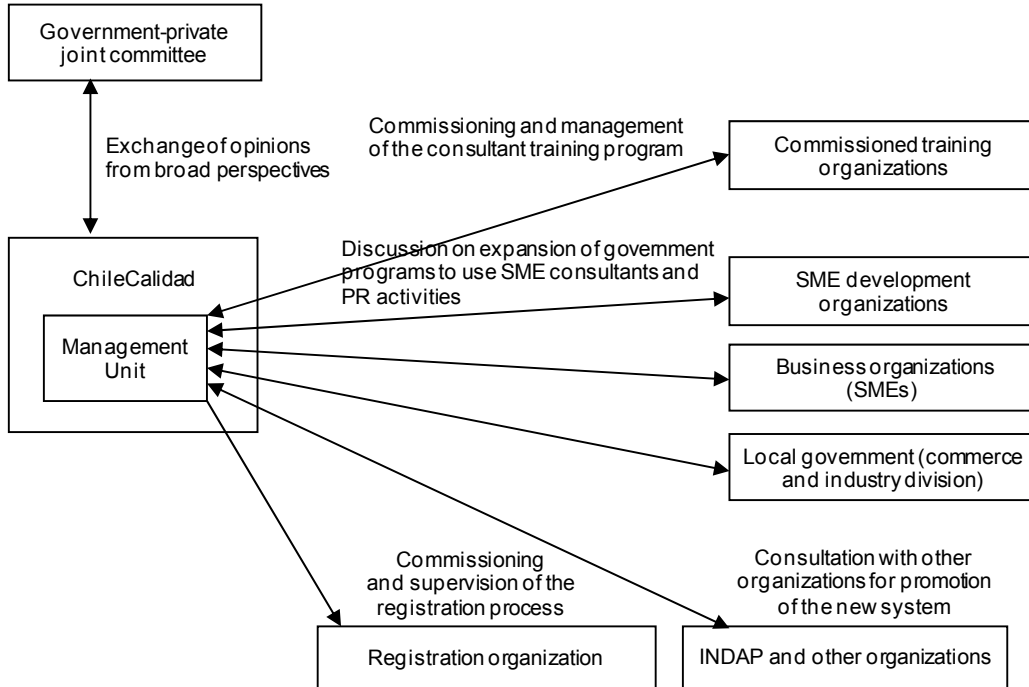 Government-private
joint committee
Exchange of opinions
from broad perspectives
Commissioning and management
of the consultant training program
Commissioned training
organizations
ChileCalidad
Management
Unit
Discussion on expansion of government
programs to use SME consultants and
PR activities
SME development
organizations
Business organizations
(SMEs)
Local government (commerce
and industry division)
Commissioning
and supervision of the
registration process
Consultation with other
organizations for promotion
of the new system
Registration organization
INDAP and other organizations